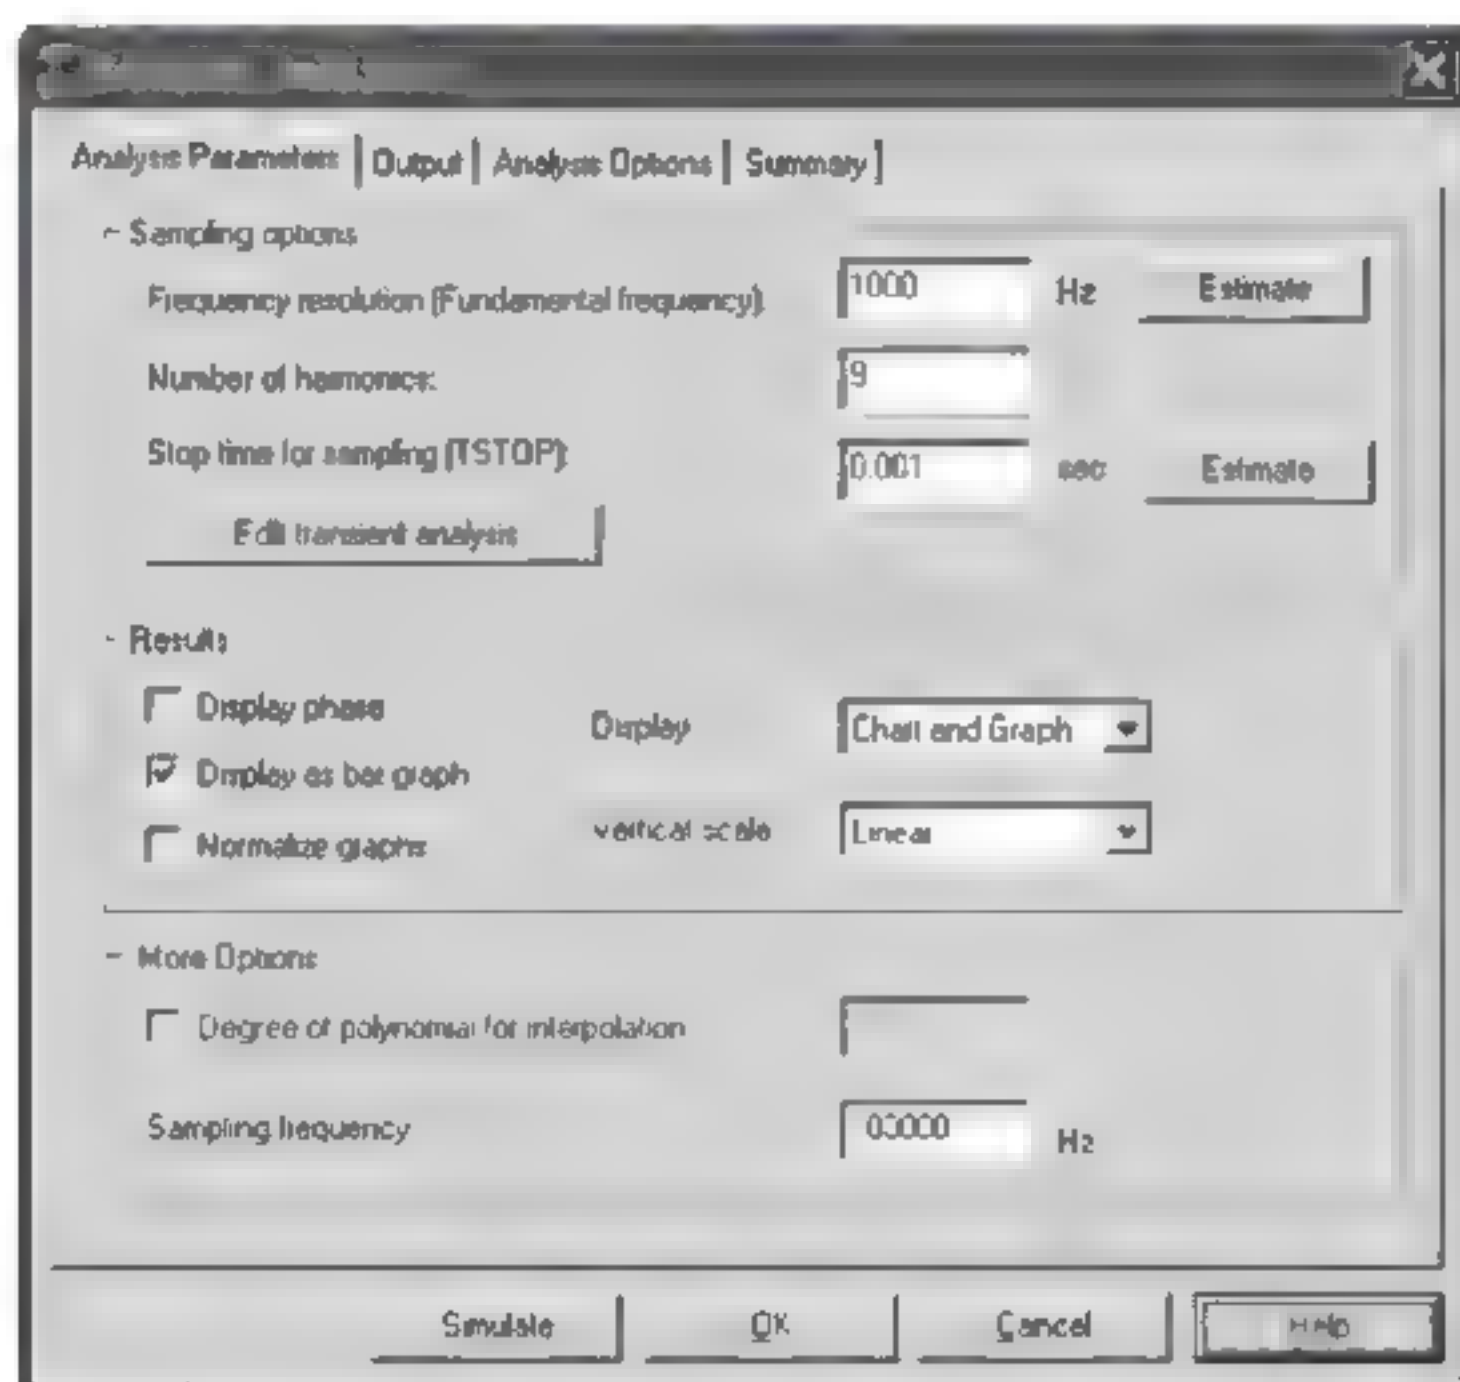 Analysis Parameters Output Analysis Options Summary
Sampling options
Frequency resolution (Fundamental frequency): 1000 Hz Estimate
Number of harmonics: 9
Stop time for sampling (TSTOP): 0.001 sec Estimate
Edit transient analysis
Results
Display phase
Display Chart and Graph
Display as bar graph
Vertical scale Linear
Normalize graphs
More Options
Degree of polynomial for interpolation
Sampling frequency Hz
Simulate OK Cancel Help